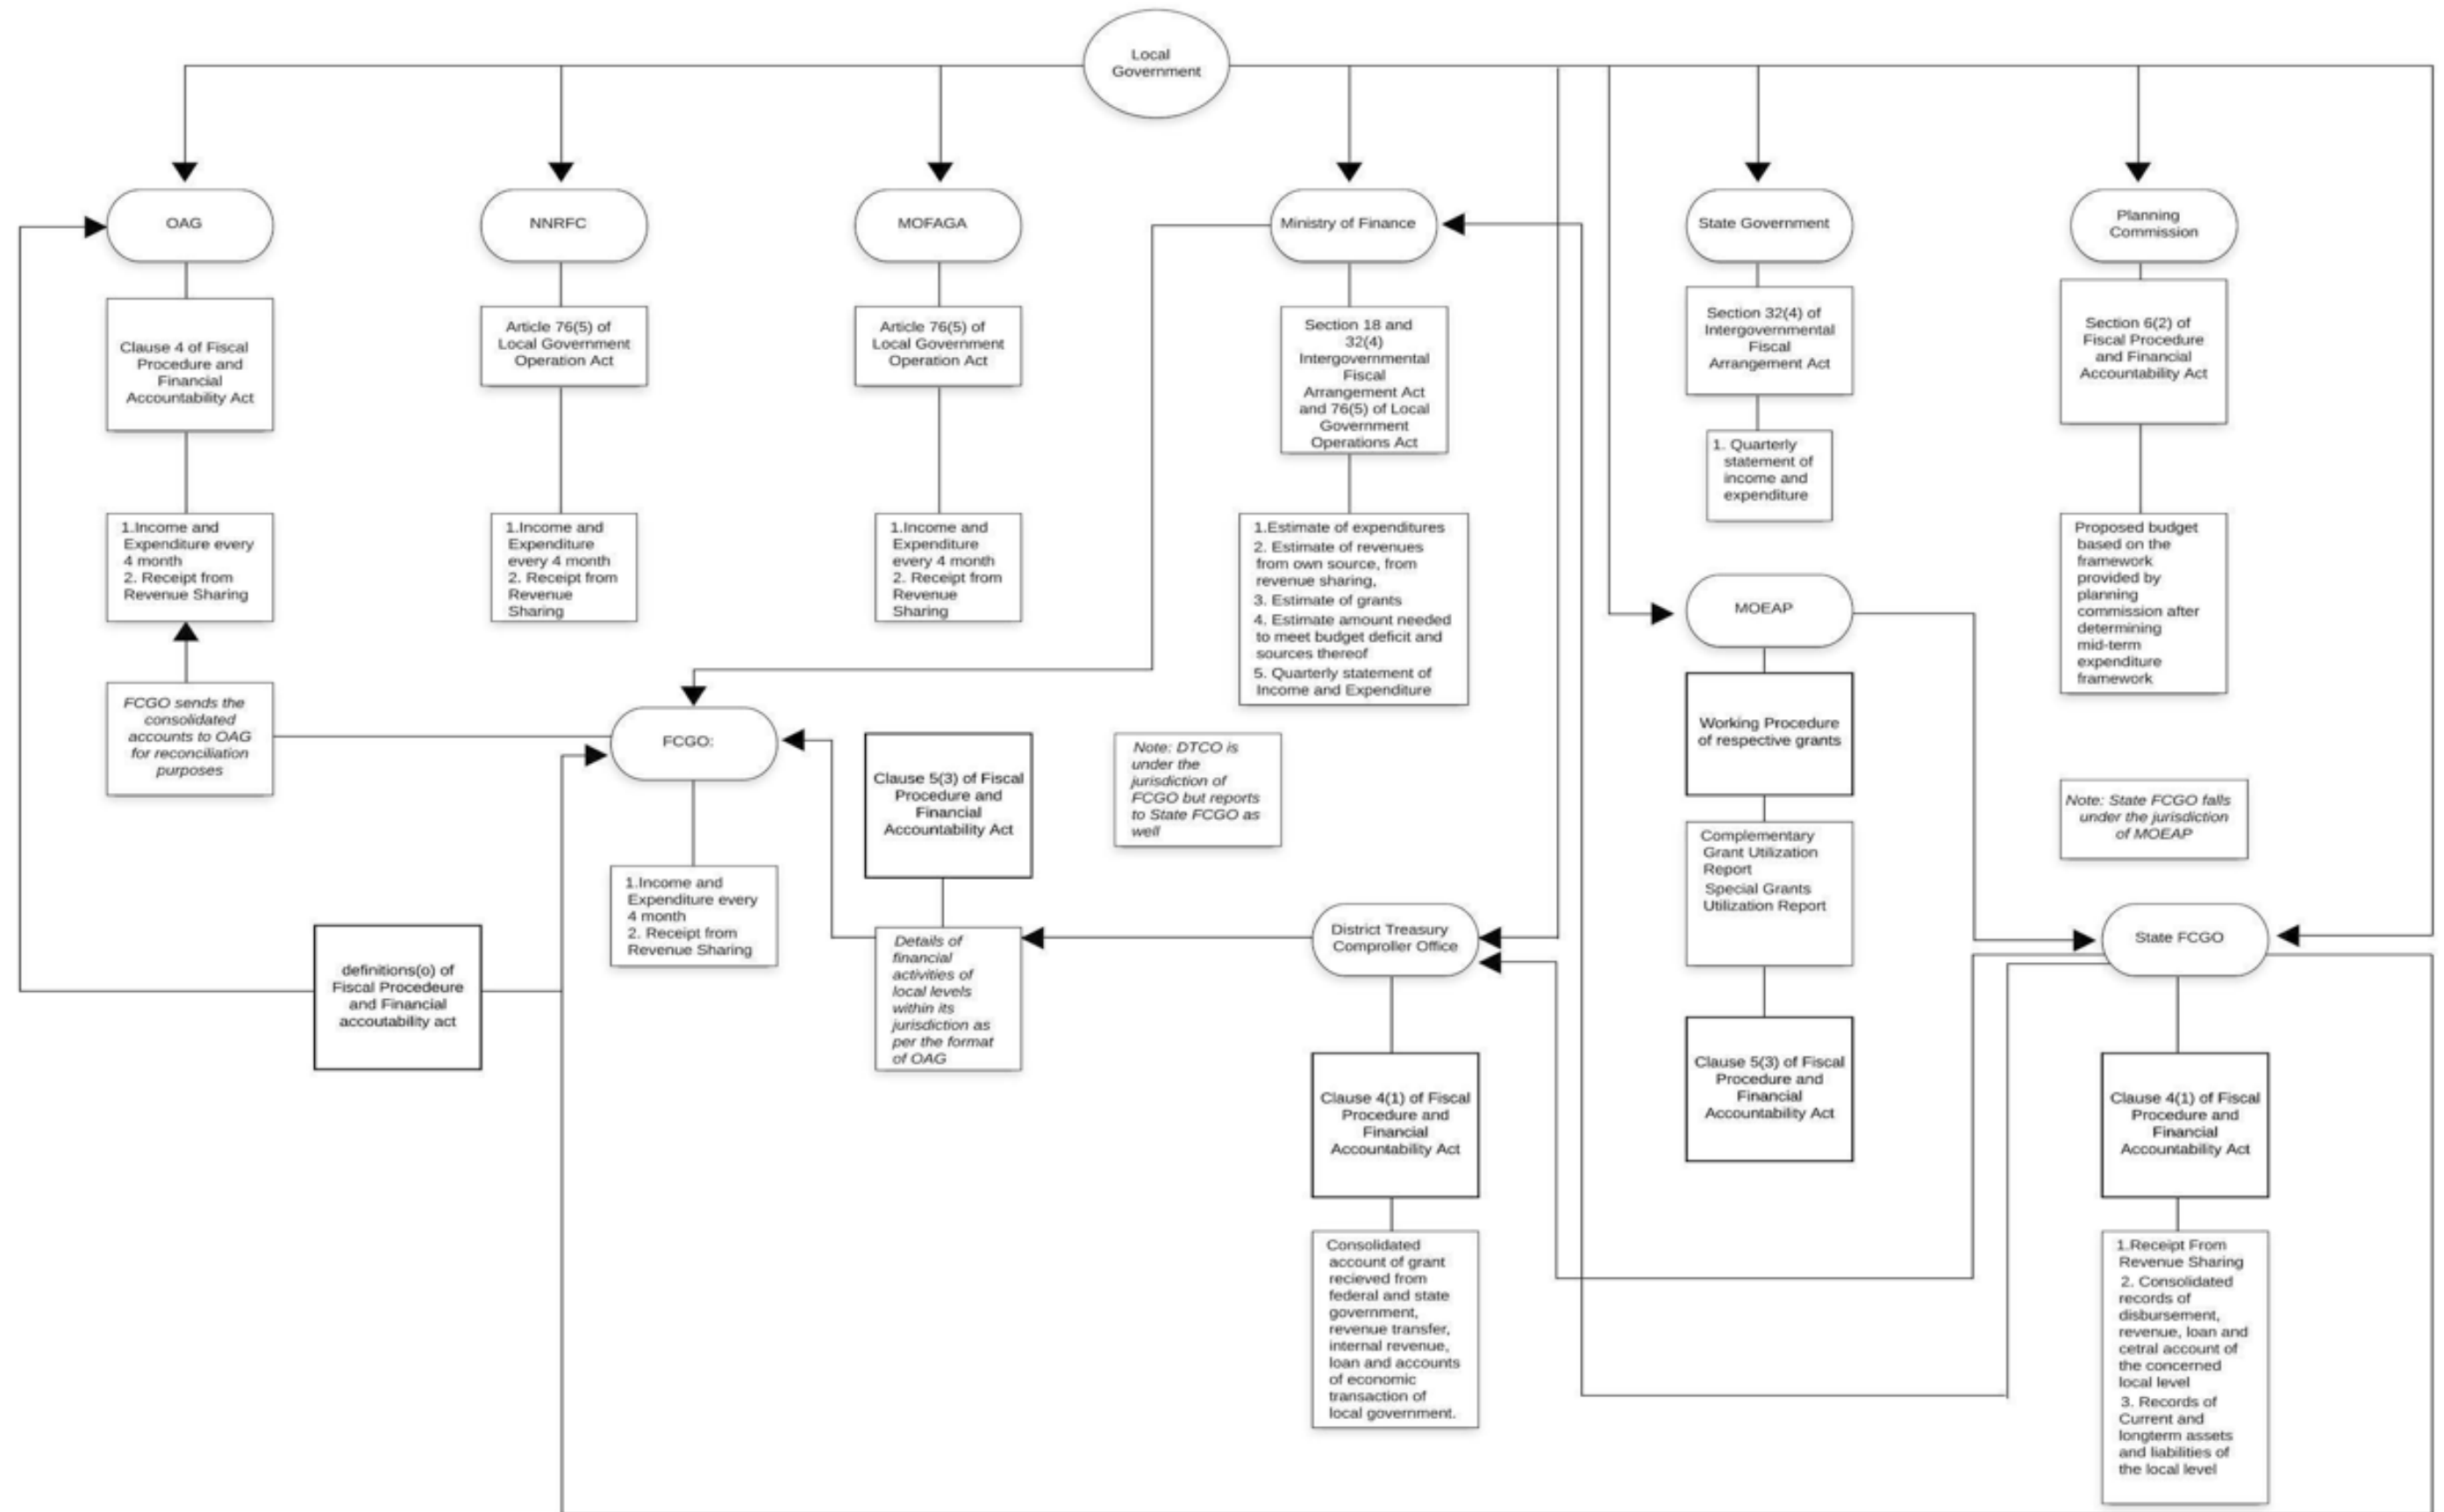 Local
Government
OAG
NNRFC
MOFAGA
Ministry of Finance
State Government
Planning
Commission
Clause 4 of Fiscal
Procedure and
Financial
Accountability Act
Article 76(5) of
Local Government
Operation Act
Article 76(5) of
Local Government
Operation Act
Section 18 and
32(4)
Intergovernmental
Fiscal
Arrangement Act
and 76(5) of Local
Government
Operations Act
Section 32(4) of
Intergovernmental
Fiscal
Arrangement Act
Section 6(2) of
Fiscal Procedure
and Financial
Accountability Act
1. Quarterly
statement of
income and
expenditure
1.Income and
Expenditure every
4 month
2. Receipt from
Revenue Sharing
1.Income and
Expenditure
every 4 month
2. Receipt from
Revenue
Sharing
1.Income and
Expenditure
every 4 month
2. Receipt from
Revenue
Sharing
1.Estimate of expenditures
2. Estimate of revenues
from own source, from
revenue sharing,
3. Estimate of grants
4. Estimate amount needed
to meet budget deficit and
sources thereof
5. Quarterly statement of
Income and Expenditure
Proposed budget
based on the
framework
provided by
planning
commission after
determining
mid-term
expenditure
framework
MOEAP
FCGO sends the
consolidated
accounts to OAG
for reconciliation
purposes
FCGO:
Clause 5(3) of Fiscal
Procedure and
Financial
Accountability Act
Note: DTCO is
under the
jurisdiction of
FCGO but reports
to State FCGO as
well
Working Procedure
of respective grants
Note: State FCGO falls
under the jurisdiction
of MOEAP
Complementary
Grant Utilization
Report
Special Grants
Utilization Report
1.Income and
Expenditure every
4 month
2. Receipt from
Revenue Sharing
definitions(o) of
Fiscal Procedeure
and Financial
accoutability act
Details of
financial
activities of
local levels
within its
jurisdiction as
per the format
of OAG
District Treasury
Comproller Office
State FCGO
Clause 5(3) of Fiscal
Procedure and
Financial
Accountability Act
Clause 4(1) of Fiscal
Procedure and
Financial
Accountability Act
Clause 4(1) of Fiscal
Procedure and
Financial
Accountability Act
Consolidated
account of grant
recieved from
federal and state
government,
revenue transfer,
internal revenue,
loan and accounts
of economic
transaction of
local government.
1.Receipt From
Revenue Sharing
2. Consolidated
records of
disbursement,
revenue, loan and
cetral account of
the concerned
local level
3. Records of
Current and
longterm assets
and liabilities of
the local level